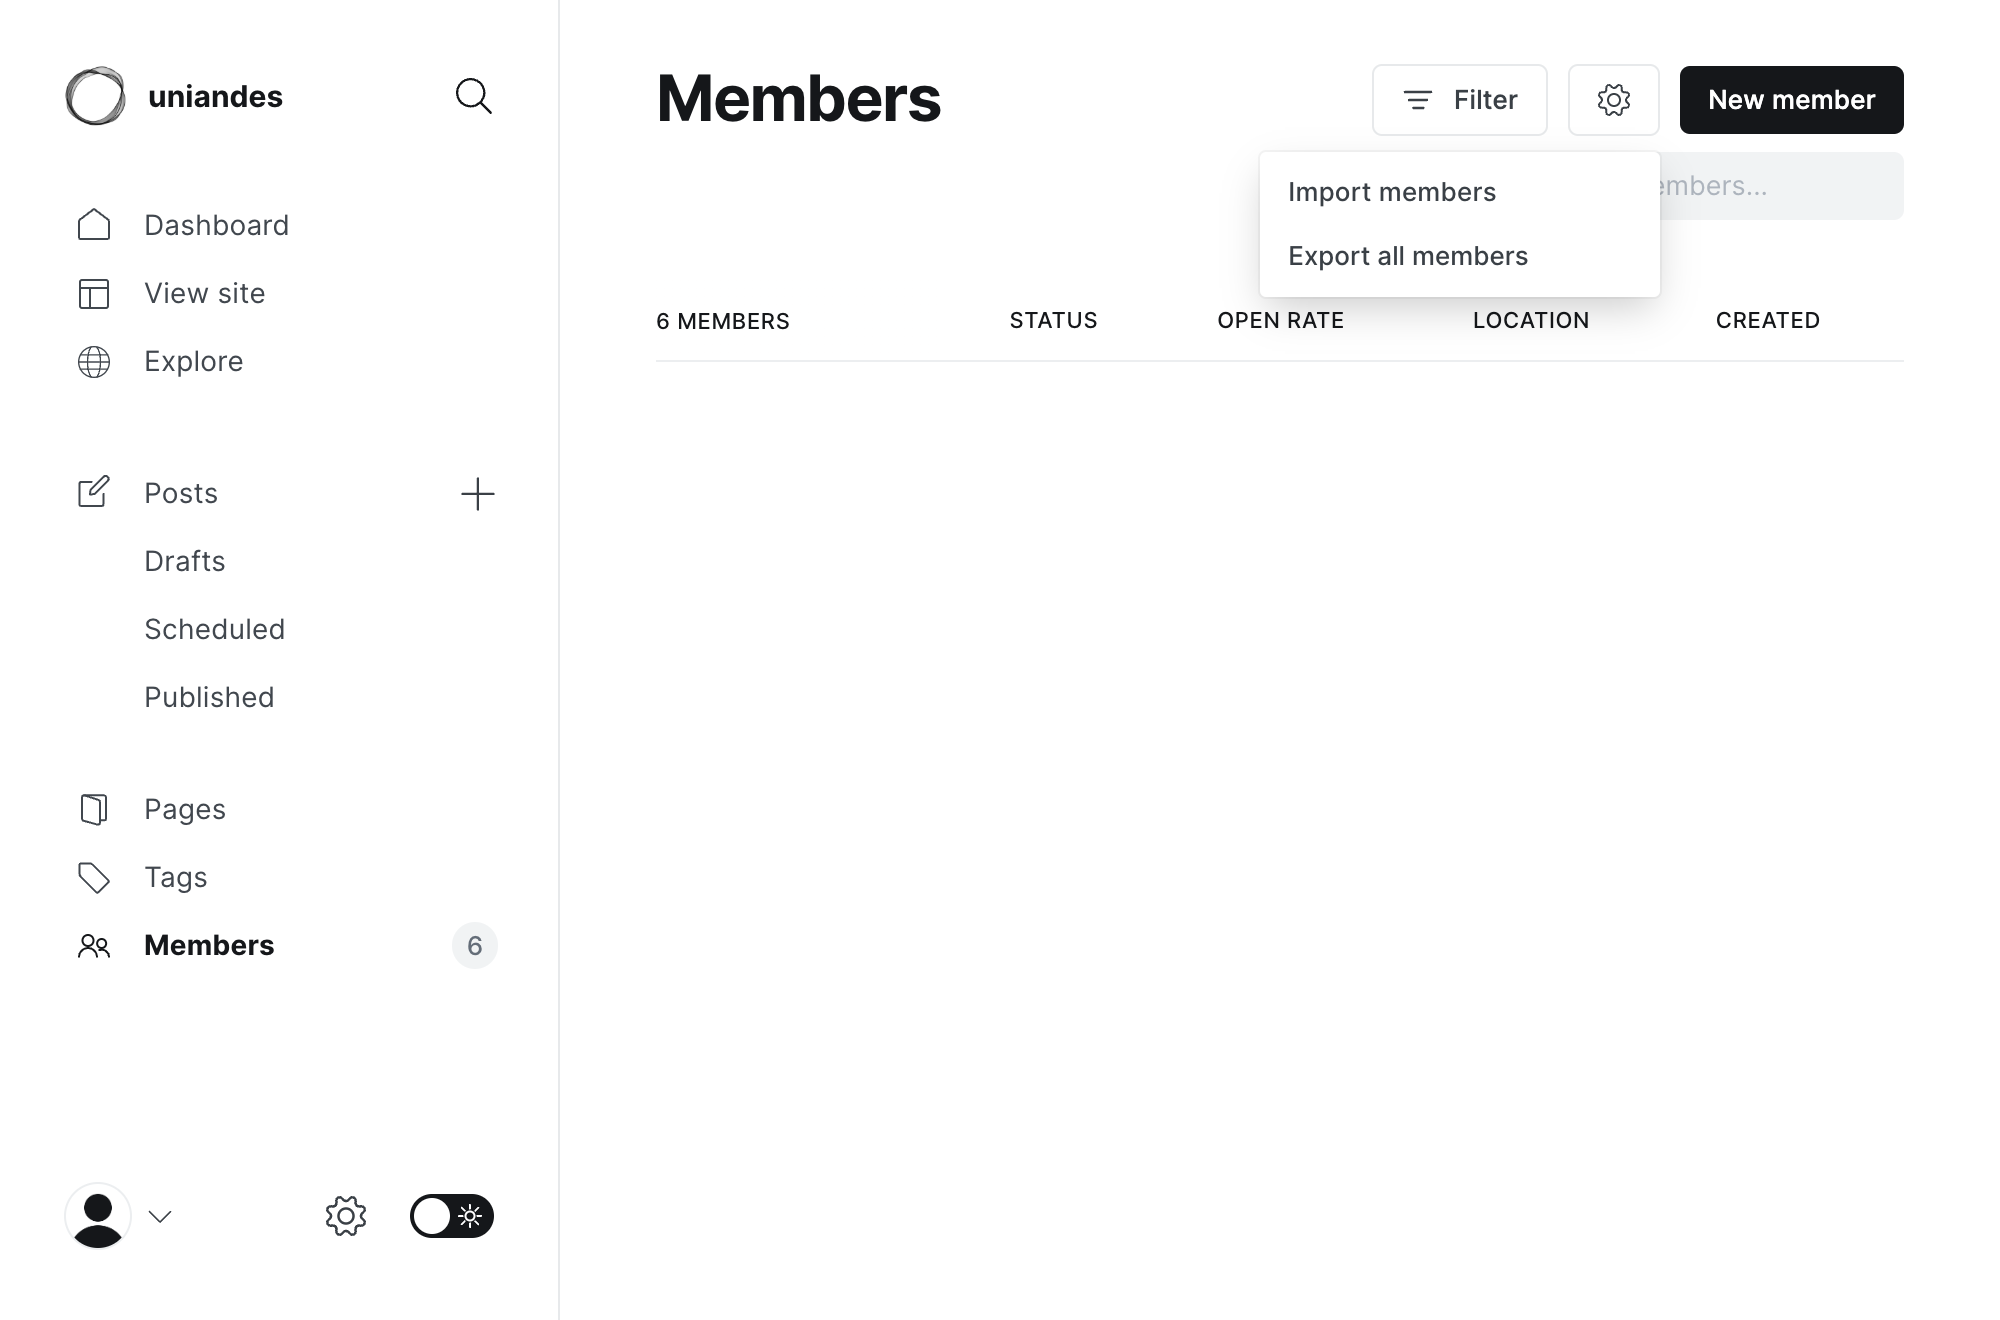 uniandes
Dashboard
View site
Explore
Posts
Drafts
Scheduled
Published
Pages
Tags
Members
6
Members
Filter
New member
Import members
Export all members
6 MEMBERS
STATUS
OPEN RATE
LOCATION
CREATED